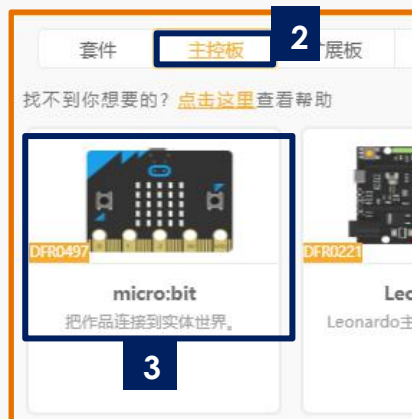 套件 主控板 2 扩展板
找不到你想要的？点击这里查看帮助
DFR0497 DFR0221
micro:bit Leo
把作品连接到实体世界。 Leonardo主
3